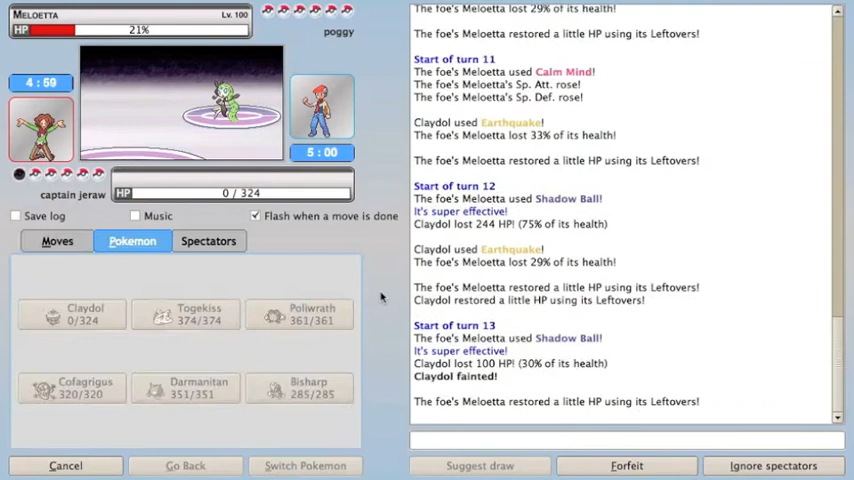 MELOETTA Lv. 100
HP 21%
poggy
4 : 59
5 : 00
HP 0 / 324
captain jeraw
Save log Music Flash when a move is done
Moves Pokemon Spectators
Claydol
0/324
Togekiss
374/374
Poliwrath
361/361
Cofagrigus
320/320
Darmanitan
351/351
Bisharp
285/285
Cancel Go Back Switch Pokemon
The foe's Meloetta lost 29% of its health!
The foe's Meloetta restored a little HP using its Leftovers!
Start of turn 11
The foe's Meloetta used Calm Mind!
The foe's Meloetta's Sp. Att. rose!
The foe's Meloetta's Sp. Def. rose!
Claydol used Earthquake!
The foe's Meloetta lost 33% of its health!
The foe's Meloetta restored a little HP using its Leftovers!
Start of turn 12
The foe's Meloetta used Shadow Ball!
It's super effective!
Claydol lost 244 HP! (75% of its health)
Claydol used Earthquake!
The foe's Meloetta lost 29% of its health!
The foe's Meloetta restored a little HP using its Leftovers!
Claydol restored a little HP using its Leftovers!
Start of turn 13
The foe's Meloetta used Shadow Ball!
It's super effective!
Claydol lost 100 HP! (30% of its health)
Claydol fainted!
The foe's Meloetta restored a little HP using its Leftovers!
Suggest draw Forfeit Ignore spectators